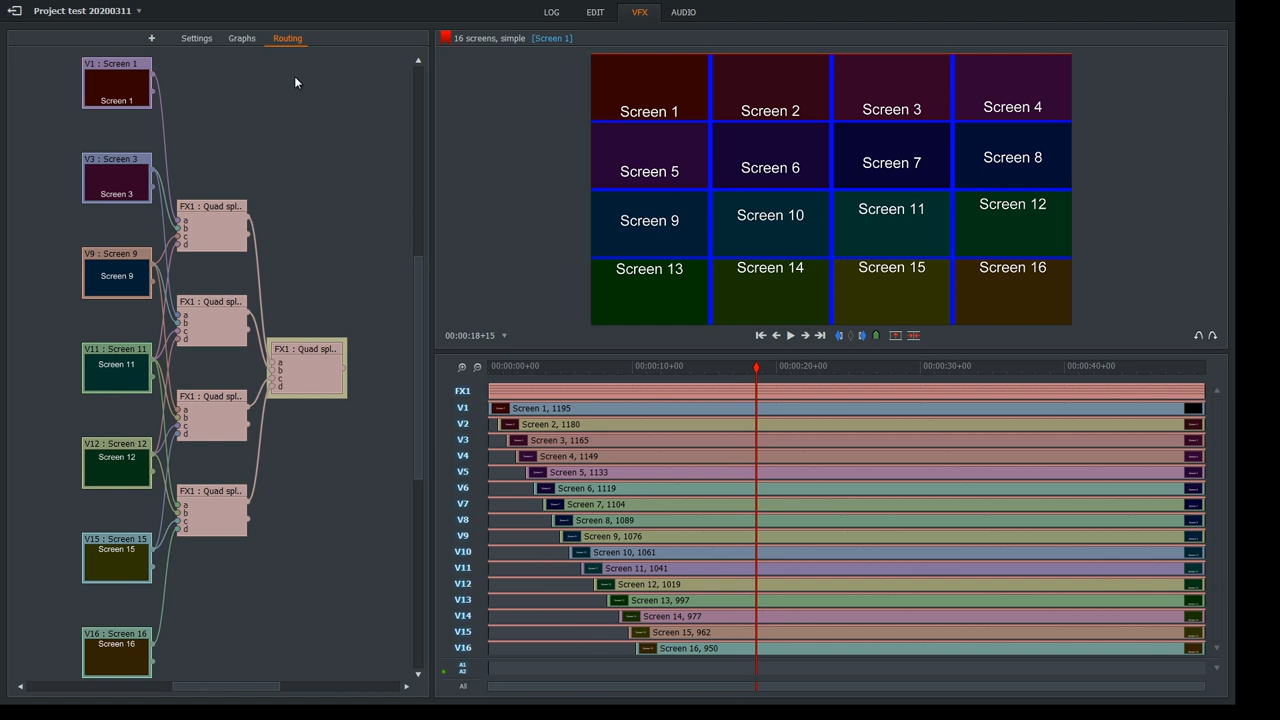 Project test 20200311
LOG EDIT VFX AUDIO
+ Settings Graphs Routing
V1 : Screen 1
Screen 1
V3 : Screen 3
Screen 3
V9 : Screen 9
Screen 9
V11 : Screen 11
Screen 11
V12 : Screen 12
Screen 12
V15 : Screen 15
Screen 15
V16 : Screen 16
Screen 16
FX1 : Quad spl..
a
b
c
d
FX1 : Quad spl..
a
b
c
d
FX1 : Quad spl..
a
b
c
d
FX1 : Quad spl..
a
b
c
d
FX1 : Quad spl..
a
b
c
d
16 screens, simple [Screen 1]
Screen 1 Screen 2 Screen 3 Screen 4
Screen 5 Screen 6 Screen 7 Screen 8
Screen 9 Screen 10 Screen 11 Screen 12
Screen 13 Screen 14 Screen 15 Screen 16
00:00:18+15
00:00:00+00 00:00:10+00 00:00:20+00 00:00:30+00 00:00:40+00
FX1
V1 Screen 1, 1195
V2 Screen 2, 1180
V3 Screen 3, 1165
V4 Screen 4, 1149
V5 Screen 5, 1133
V6 Screen 6, 1119
V7 Screen 7, 1104
V8 Screen 8, 1089
V9 Screen 9, 1076
V10 Screen 10, 1061
V11 Screen 11, 1041
V12 Screen 12, 1019
V13 Screen 13, 997
V14 Screen 14, 977
V15 Screen 15, 962
V16 Screen 16, 950
A1
A2
All